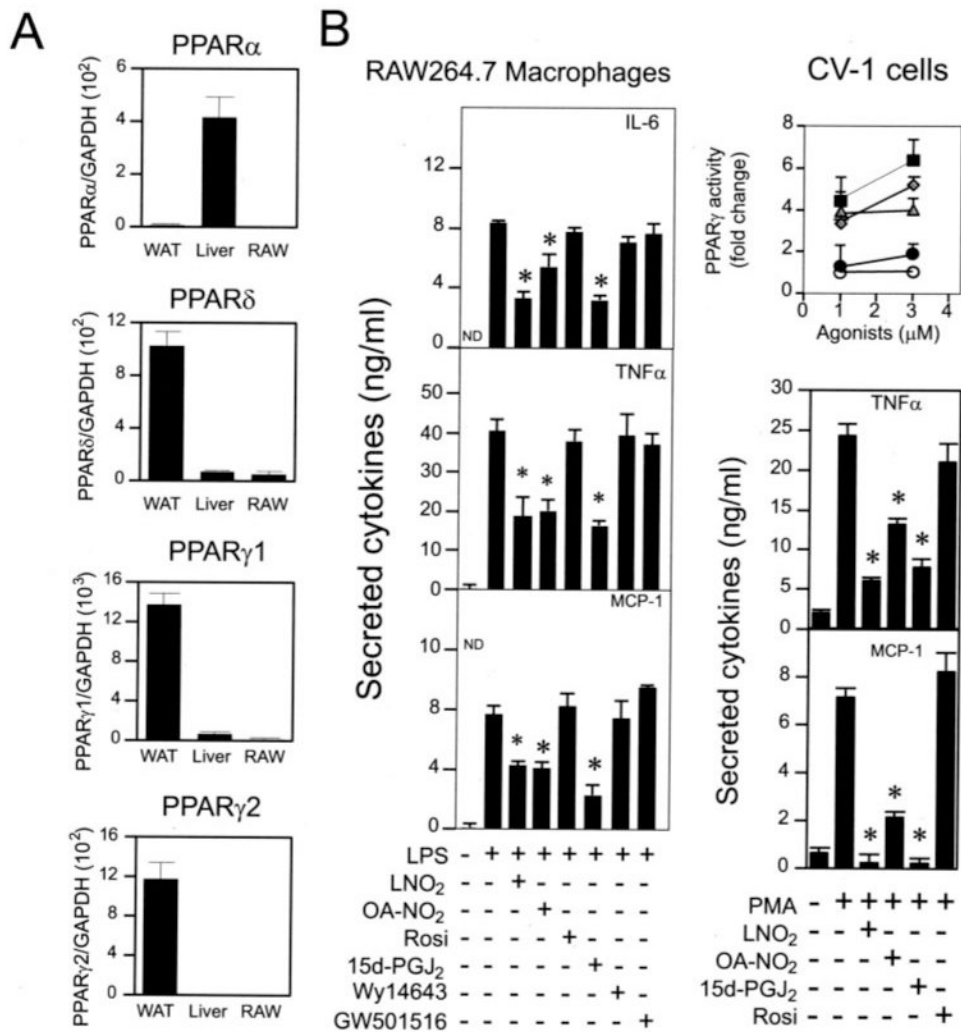 A
PPARα
PPARα/GAPDH (10²)
6
4
2
0
WAT Liver RAW
PPARδ
PPARδ/GAPDH (10²)
12
8
4
0
WAT Liver RAW
PPARγ1
PPARγ1/GAPDH (10³)
16
12
8
4
0
WAT Liver RAW
PPARγ2
PPARγ2/GAPDH (10²)
16
12
8
4
0
WAT Liver RAW
B
RAW264.7 Macrophages
Secreted cytokines (ng/ml)
IL-6
12
8
4
0
ND
* * *
TNFα
50
40
30
20
10
0
* * *
MCP-1
ND
8
4
0
* * *
- + + + + + + + LPS
- - + - - - - - LNO₂
- - - + - - - - OA-NO₂
- - - - + - - - Rosi
- - - - - + - - 15d-PGJ₂
- - - - - - + - Wy14643
- - - - - - - + GW501516
CV-1 cells
PPARγ activity
(fold change)
8
6
4
2
0
0 1 2 3 4
Agonists (μM)
Secreted cytokines (ng/ml)
TNFα
30
25
20
15
10
5
0
* * *
MCP-1
8
6
4
2
0
* * *
PMA - + + + + +
LNO₂ - - + - - -
OA-NO₂ - - - + - -
15d-PGJ₂ - - - - + -
Rosi - - - - - +